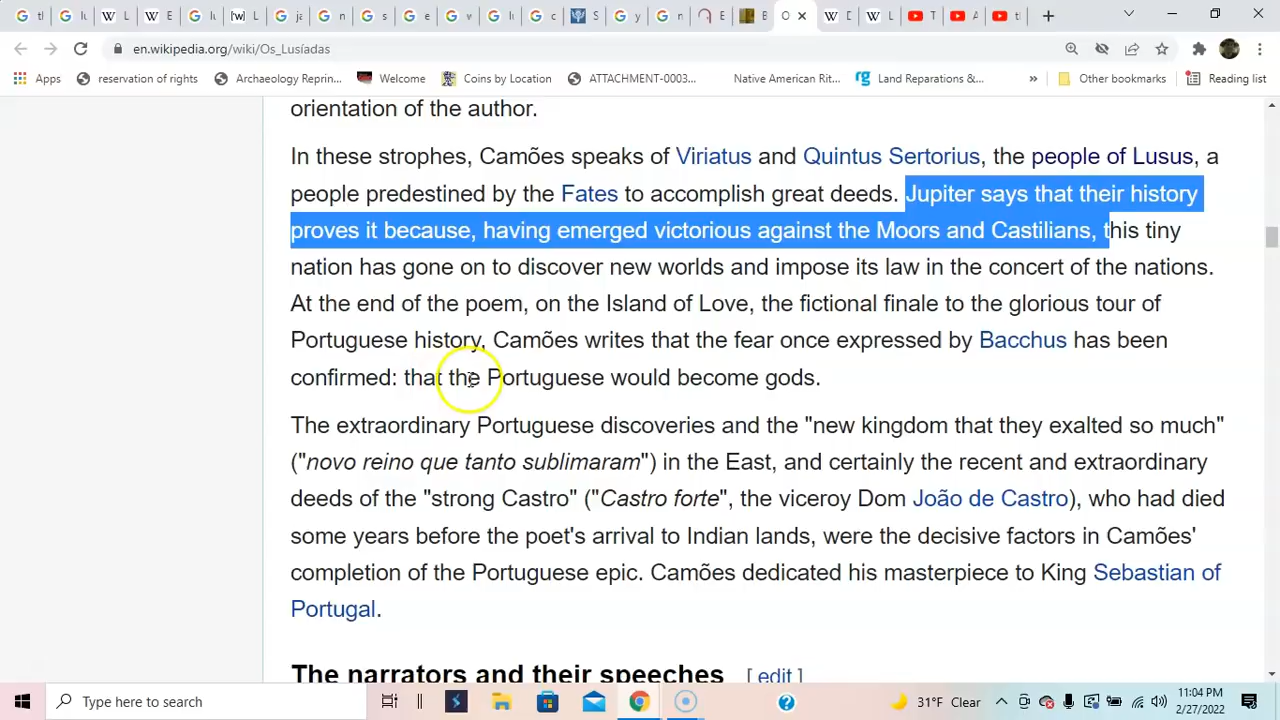 G tl
G lu
W L
W E
G lu
[w]
G ja
G n
G s
G e
G w
G lu
G c
S
G y
G n
E
B
O
W D
W L
T
A
ti
en.wikipedia.org/wiki/Os_Lusíadas
Apps
reservation of rights
Archaeology Reprin...
Welcome
Coins by Location
ATTACHMENT-0003...
Native American Rit...
Land Reparations &...
»
Other bookmarks
Reading list
orientation of the author.
In these strophes, Camões speaks of Viriatus and Quintus Sertorius, the people of Lusus, a
people predestined by the Fates to accomplish great deeds. Jupiter says that their history
proves it because, having emerged victorious against the Moors and Castilians, this tiny
nation has gone on to discover new worlds and impose its law in the concert of the nations.
At the end of the poem, on the Island of Love, the fictional finale to the glorious tour of
Portuguese history, Camões writes that the fear once expressed by Bacchus has been
confirmed: that the Portuguese would become gods.
The extraordinary Portuguese discoveries and the "new kingdom that they exalted so much"
("novo reino que tanto sublimaram") in the East, and certainly the recent and extraordinary
deeds of the "strong Castro" ("Castro forte", the viceroy Dom João de Castro), who had died
some years before the poet's arrival to Indian lands, were the decisive factors in Camões'
completion of the Portuguese epic. Camões dedicated his masterpiece to King Sebastian of
Portugal.
The narrators and their speeches [ edit ]
Type here to search
31°F Clear
11:04 PM
2/27/2022